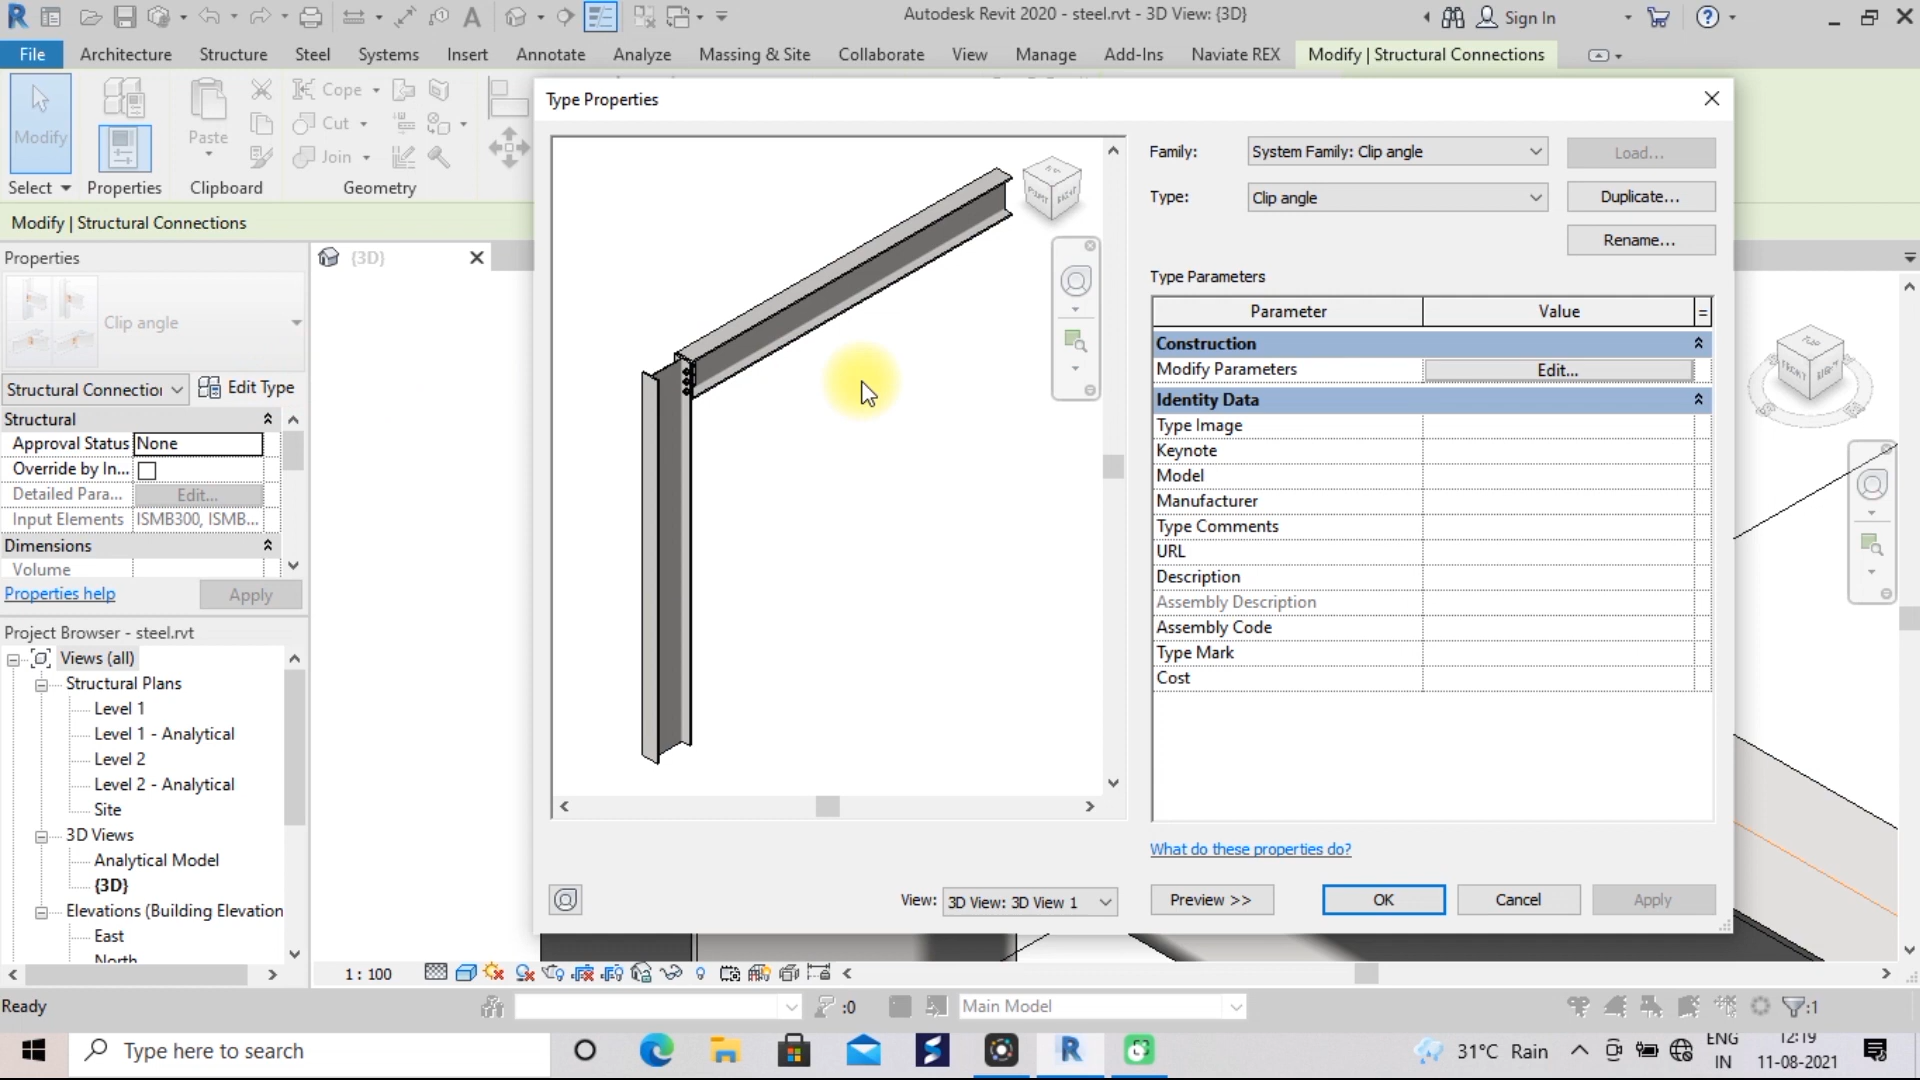 Autodesk Revit 2020 - steel.rvt - 3D View: {3D}
Sign In
File
Architecture
Structure
Steel
Systems
Insert
Annotate
Analyze
Massing & Site
Collaborate
View
Manage
Add-Ins
Naviate REX
Modify | Structural Connections
Modify
Paste
Cope
Cut
Join
Select
Properties
Clipboard
Geometry
Modify | Structural Connections
Properties
Clip angle
Structural Connection
Edit Type
Structural
Approval Status
None
Override by In...
Detailed Para...
Edit...
Input Elements
ISMB300, ISMB...
Dimensions
Volume
Properties help
Apply
Project Browser - steel.rvt
Views (all)
Structural Plans
Level 1
Level 1 - Analytical
Level 2
Level 2 - Analytical
Site
3D Views
Analytical Model
{3D}
Elevations (Building Elevation
East
North
{3D}
Type Properties
Family:
System Family: Clip angle
Load...
Type:
Clip angle
Duplicate...
Rename...
Type Parameters
Parameter
Value
=
Construction
Modify Parameters
Edit...
Identity Data
Type Image
Keynote
Model
Manufacturer
Type Comments
URL
Description
Assembly Description
Assembly Code
Type Mark
Cost
What do these properties do?
View:
3D View: 3D View 1
Preview >>
OK
Cancel
Apply
TOP
FRONT
RIGHT
1 : 100
Ready
:0
Main Model
:1
Type here to search
31°C Rain
ENG
IN
12:19
11-08-2021